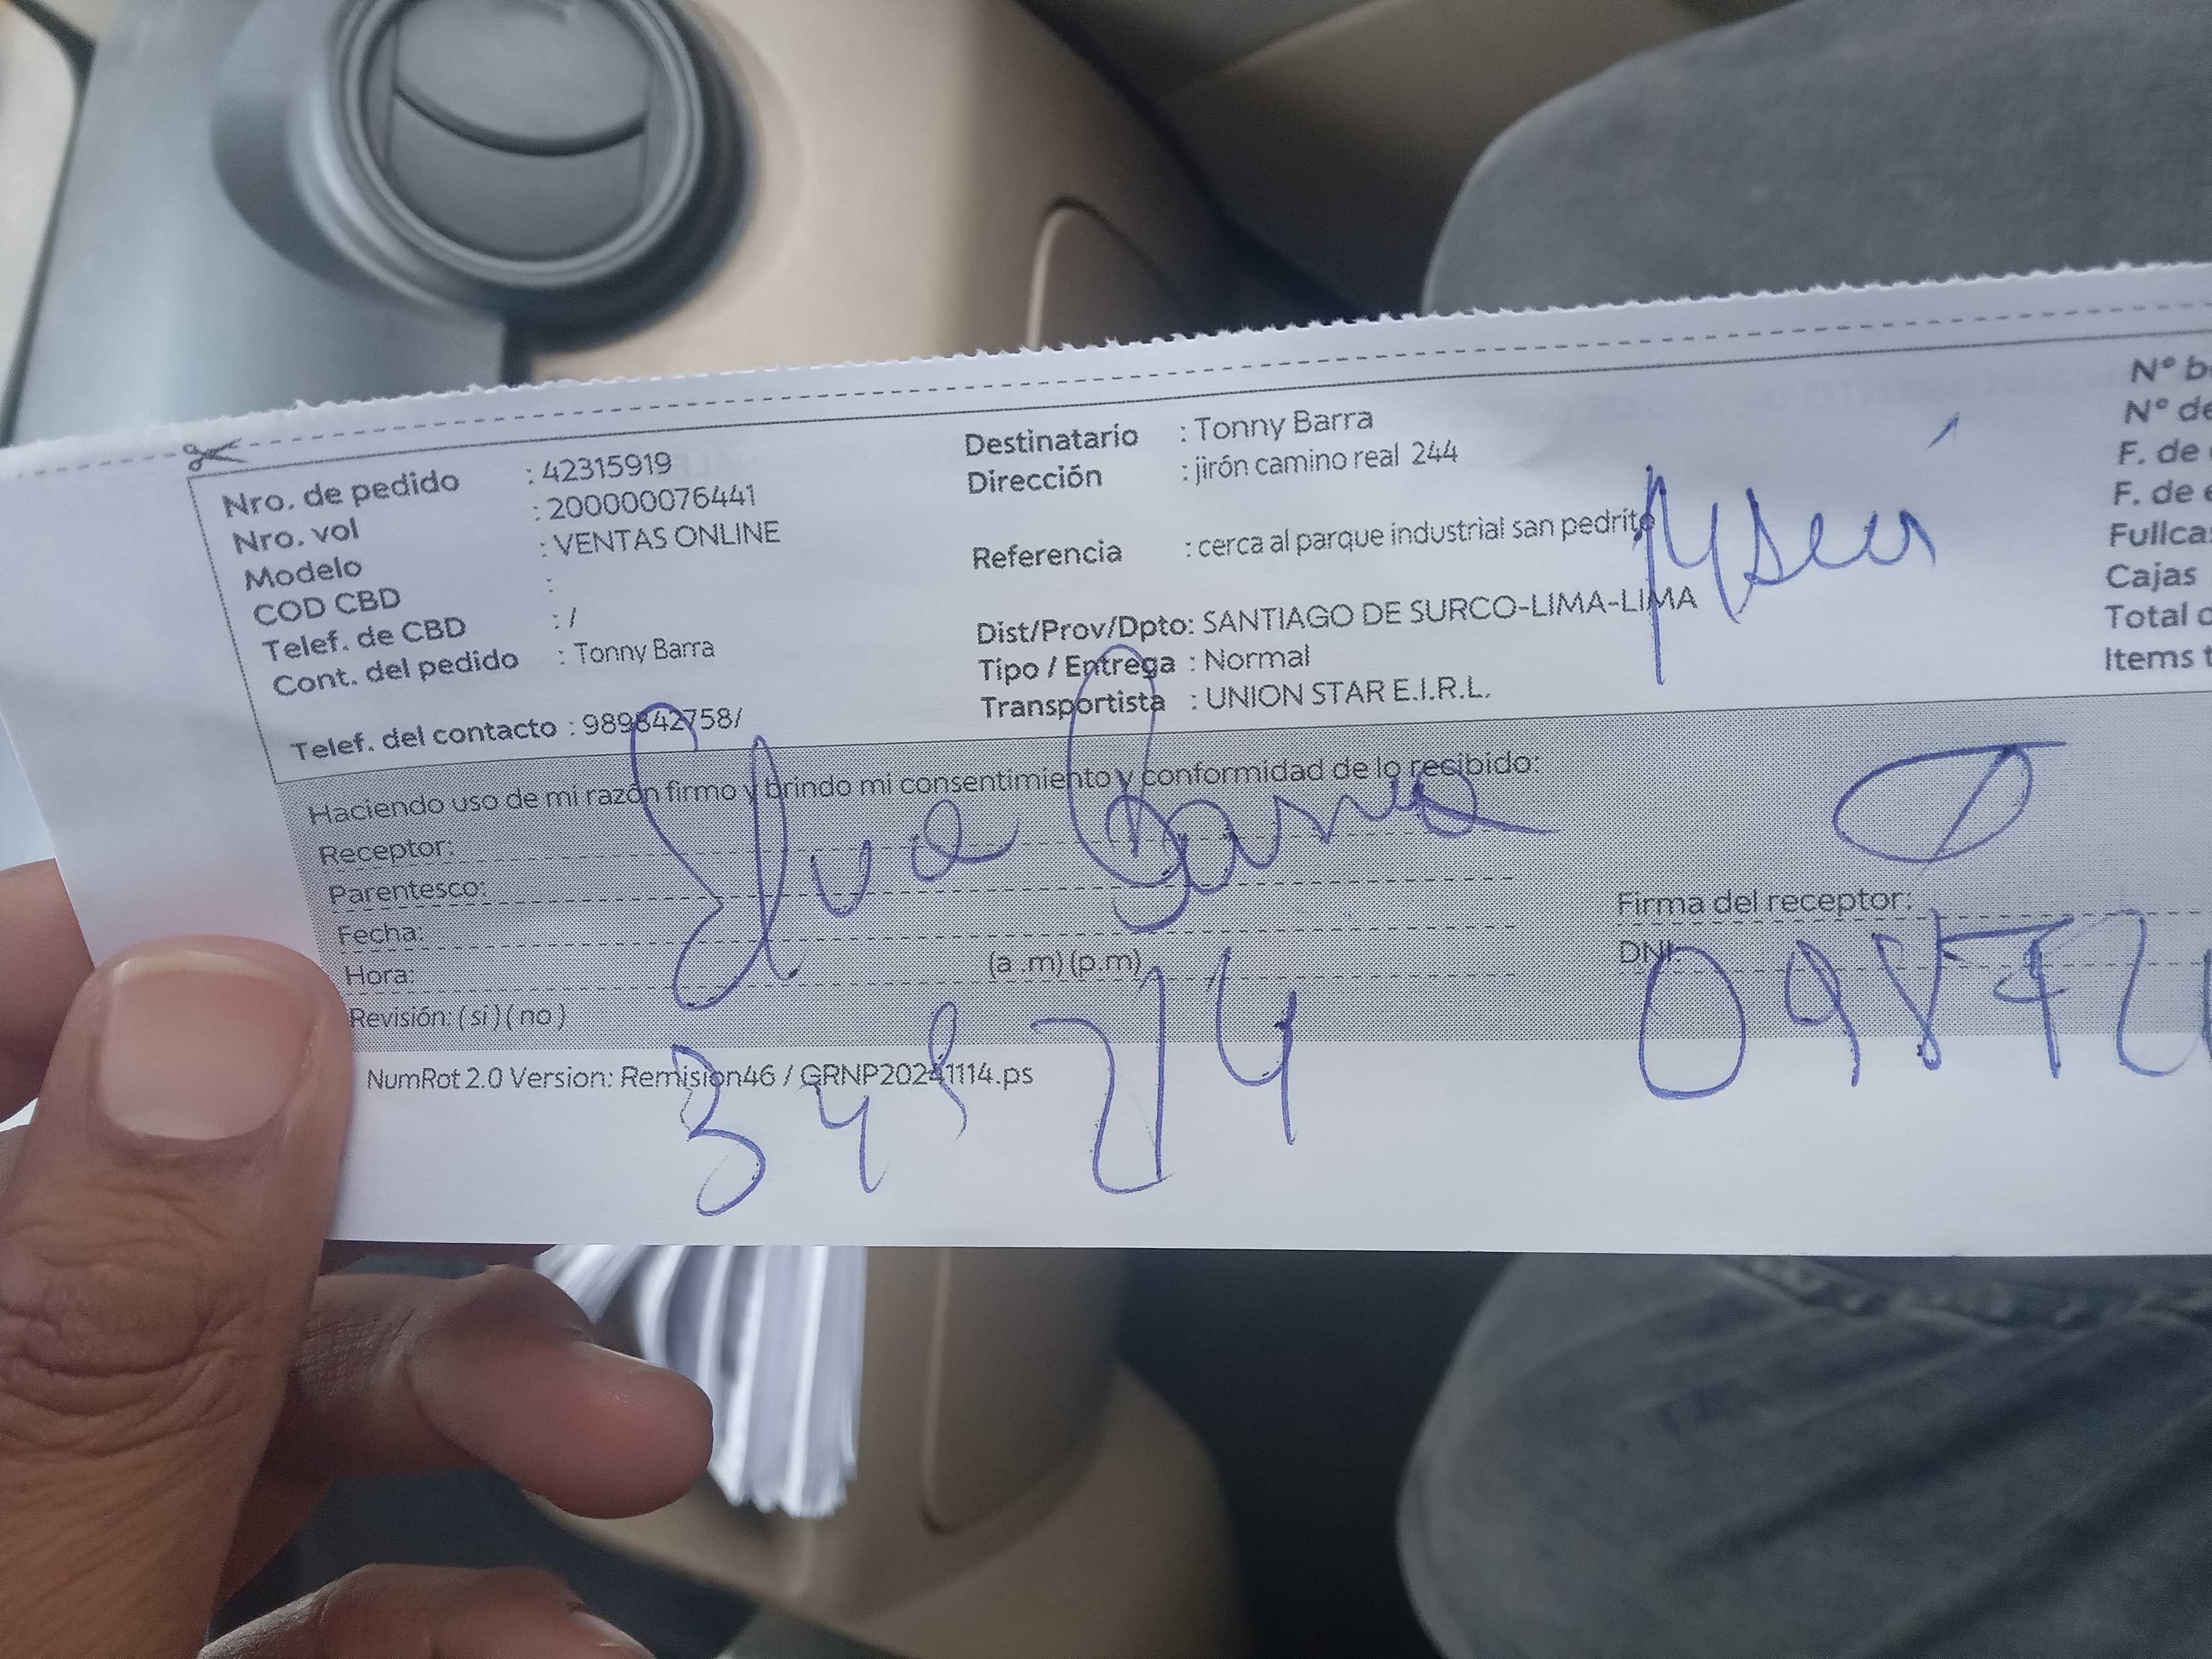 Nro. de pedido : 42315919
Nro. vol : 200000076441
Modelo : VENTAS ONLINE
COD CBD :
Telef. de CBD : /
Cont. del pedido : Tonny Barra
Telef. del contacto : 989842758/
Destinatario : Tonny Barra
Dirección : jirón camino real 244
Referencia : cerca al parque industrial san pedrito
Dist/Prov/Dpto: SANTIAGO DE SURCO-LIMA-LIMA
Tipo / Entrega : Normal
Transportista : UNION STAR E.I.R.L.
Nº
Nº de
F. de
F. de
Cajas
Total
Items
Haciendo uso de mi razón firmo y brindo mi consentimiento y conformidad de lo recibido:
Receptor:
Parentesco:
Fecha:
Hora: (a .m) (p.m)
Revisión: ( si ) ( no )
Firma del receptor:
DNI:
NumRot 2.0 Version: Remision46 / GRNP20241114.ps